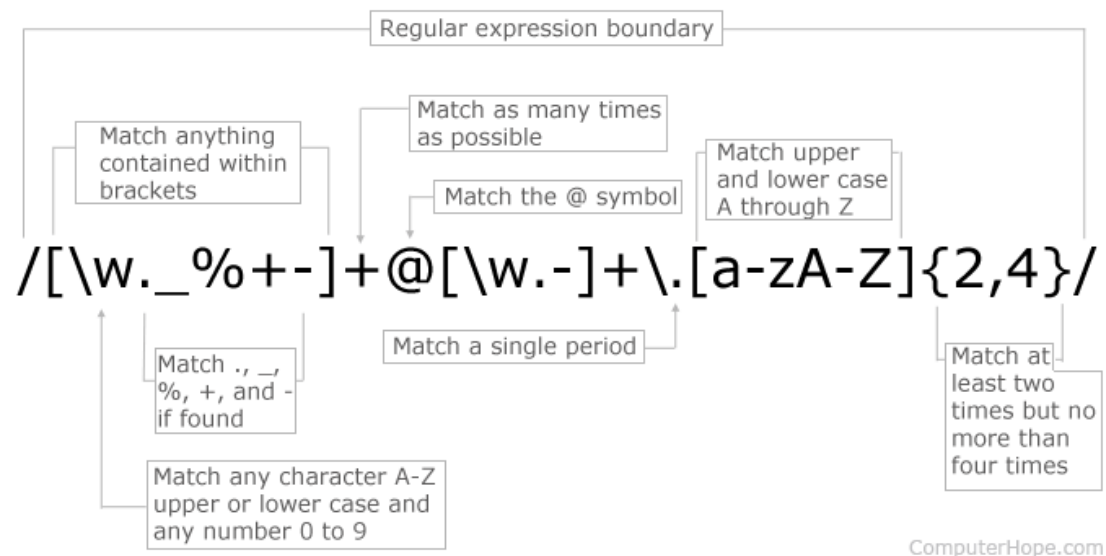 Regular expression boundary
Match as many times
as possible
Match anything
contained within
brackets
Match upper
and lower case
A through Z
Match the @ symbol
/[\w._%+-]+@[\w.-]+\.[a-zA-Z]{2,4}/
Match a single period
Match ., _,
%, +, and -
if found
Match at
least two
times but no
more than
four times
Match any character A-Z
upper or lower case and
any number 0 to 9
ComputerHope.com